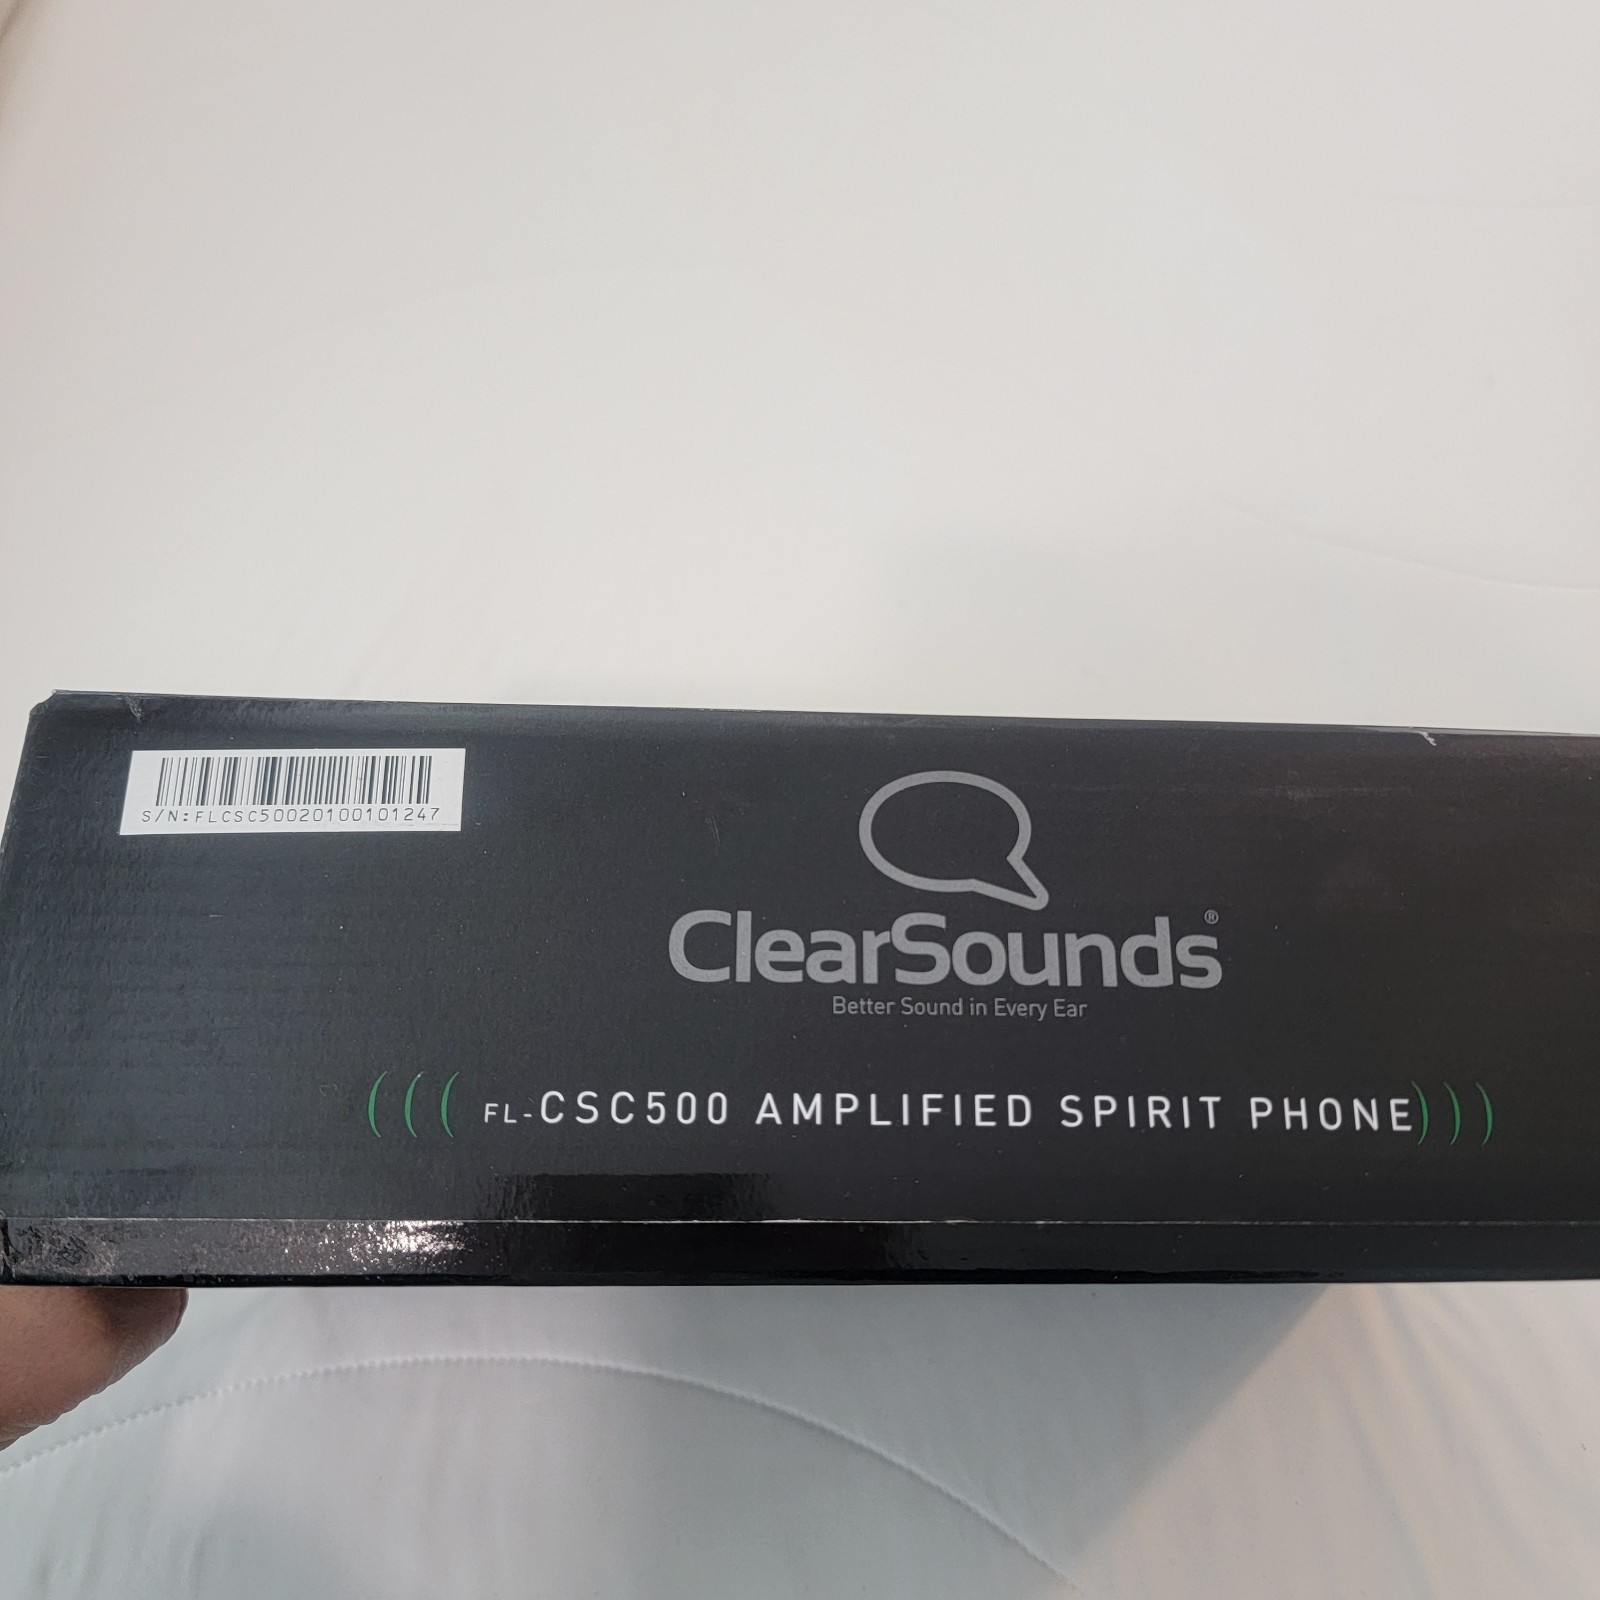 S/N:FLCSC50020100101247
ClearSounds®
Better Sound in Every Ear
((( FL-CSC500 AMPLIFIED SPIRIT PHONE)))